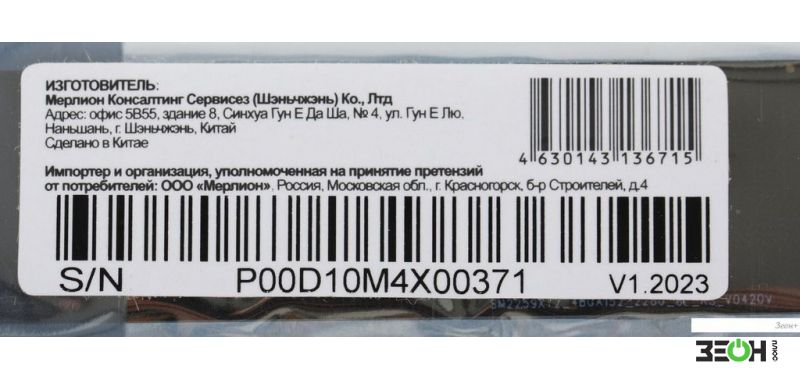 ИЗГОТОВИТЕЛЬ:
Мерлион Консалтинг Сервисез (Шэньчжэнь) Ко., Лтд
Адрес: офис 5В55, здание 8, Синхуа Гун Е Да Ша, № 4, ул. Гун Е Лю,
Наньшань, г. Шэньчжэнь, Китай
Сделано в Китае
4 630143 136715
Импортер и организация, уполномоченная на принятие претензий
от потребителей: ООО «Мерлион», Россия, Московская обл., г. Красногорск, б-р Строителей, д.4
S/N P00D10M4X00371 V1.2023
Зеон+
ЗЕОН